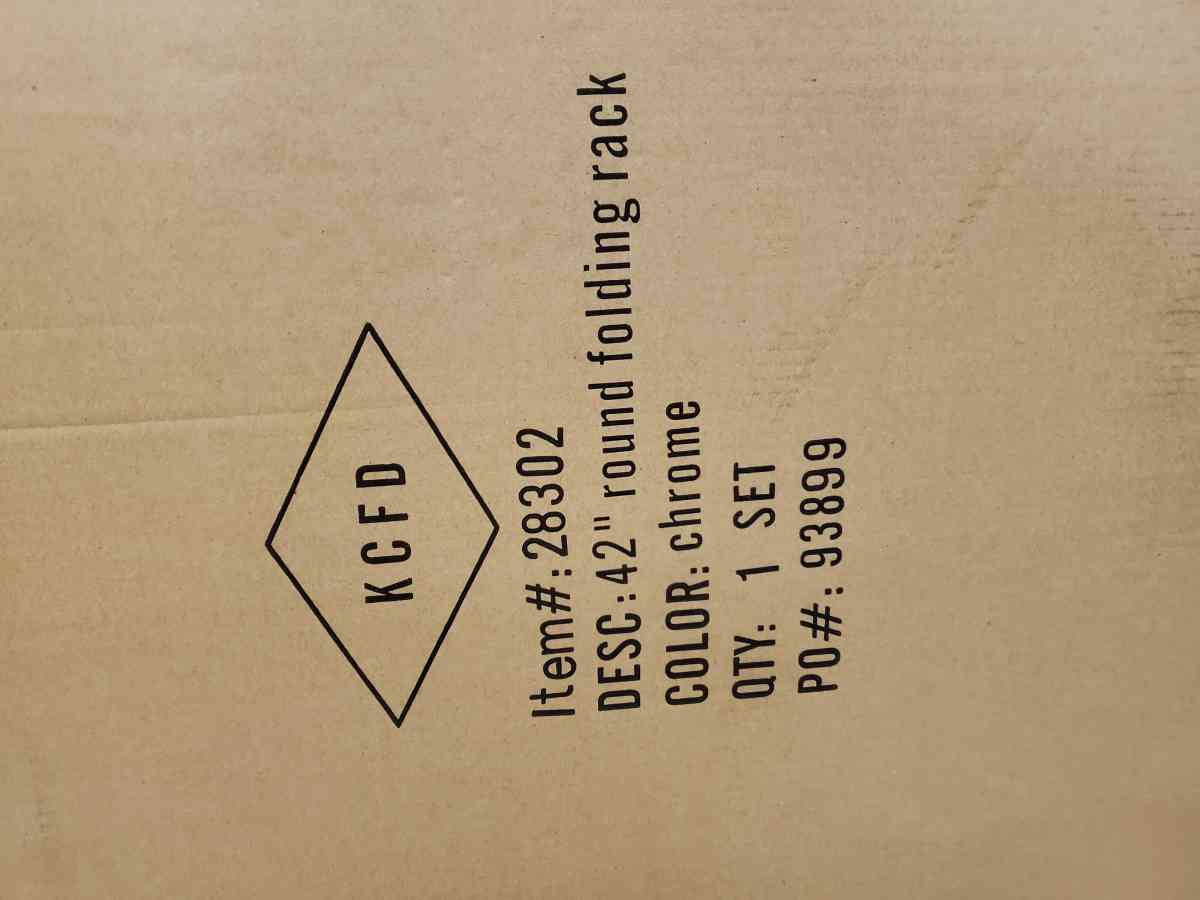 KCFD
Item#:28302
DESC:42" round folding rack
COLOR: chrome
QTY: 1 SET
PO#: 93899